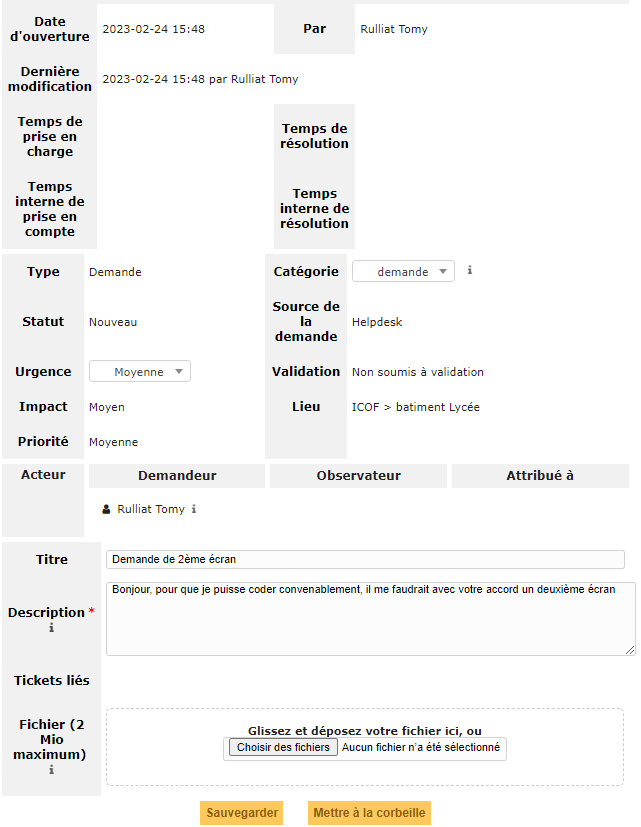 Date d'ouverture 2023-02-24 15:48 Par Rulliat Tomy
Dernière modification 2023-02-24 15:48 par Rulliat Tomy
Temps de prise en charge Temps de résolution
Temps interne de prise en compte Temps interne de résolution
Type Demande Catégorie demande
Statut Nouveau Source de la demande Helpdesk
Urgence Moyenne Validation Non soumis à validation
Impact Moyen Lieu ICOF > batiment Lycée
Priorité Moyenne
Acteur Demandeur Observateur Attribué à
Rulliat Tomy
Titre Demande de 2ème écran
Description * Bonjour, pour que je puisse coder convenablement, il me faudrait avec votre accord un deuxième écran
Tickets liés
Fichier (2 Mio maximum)
Glissez et déposez votre fichier ici, ou
Choisir des fichiers Aucun fichier n'a été sélectionné
Sauvegarder Mettre à la corbeille